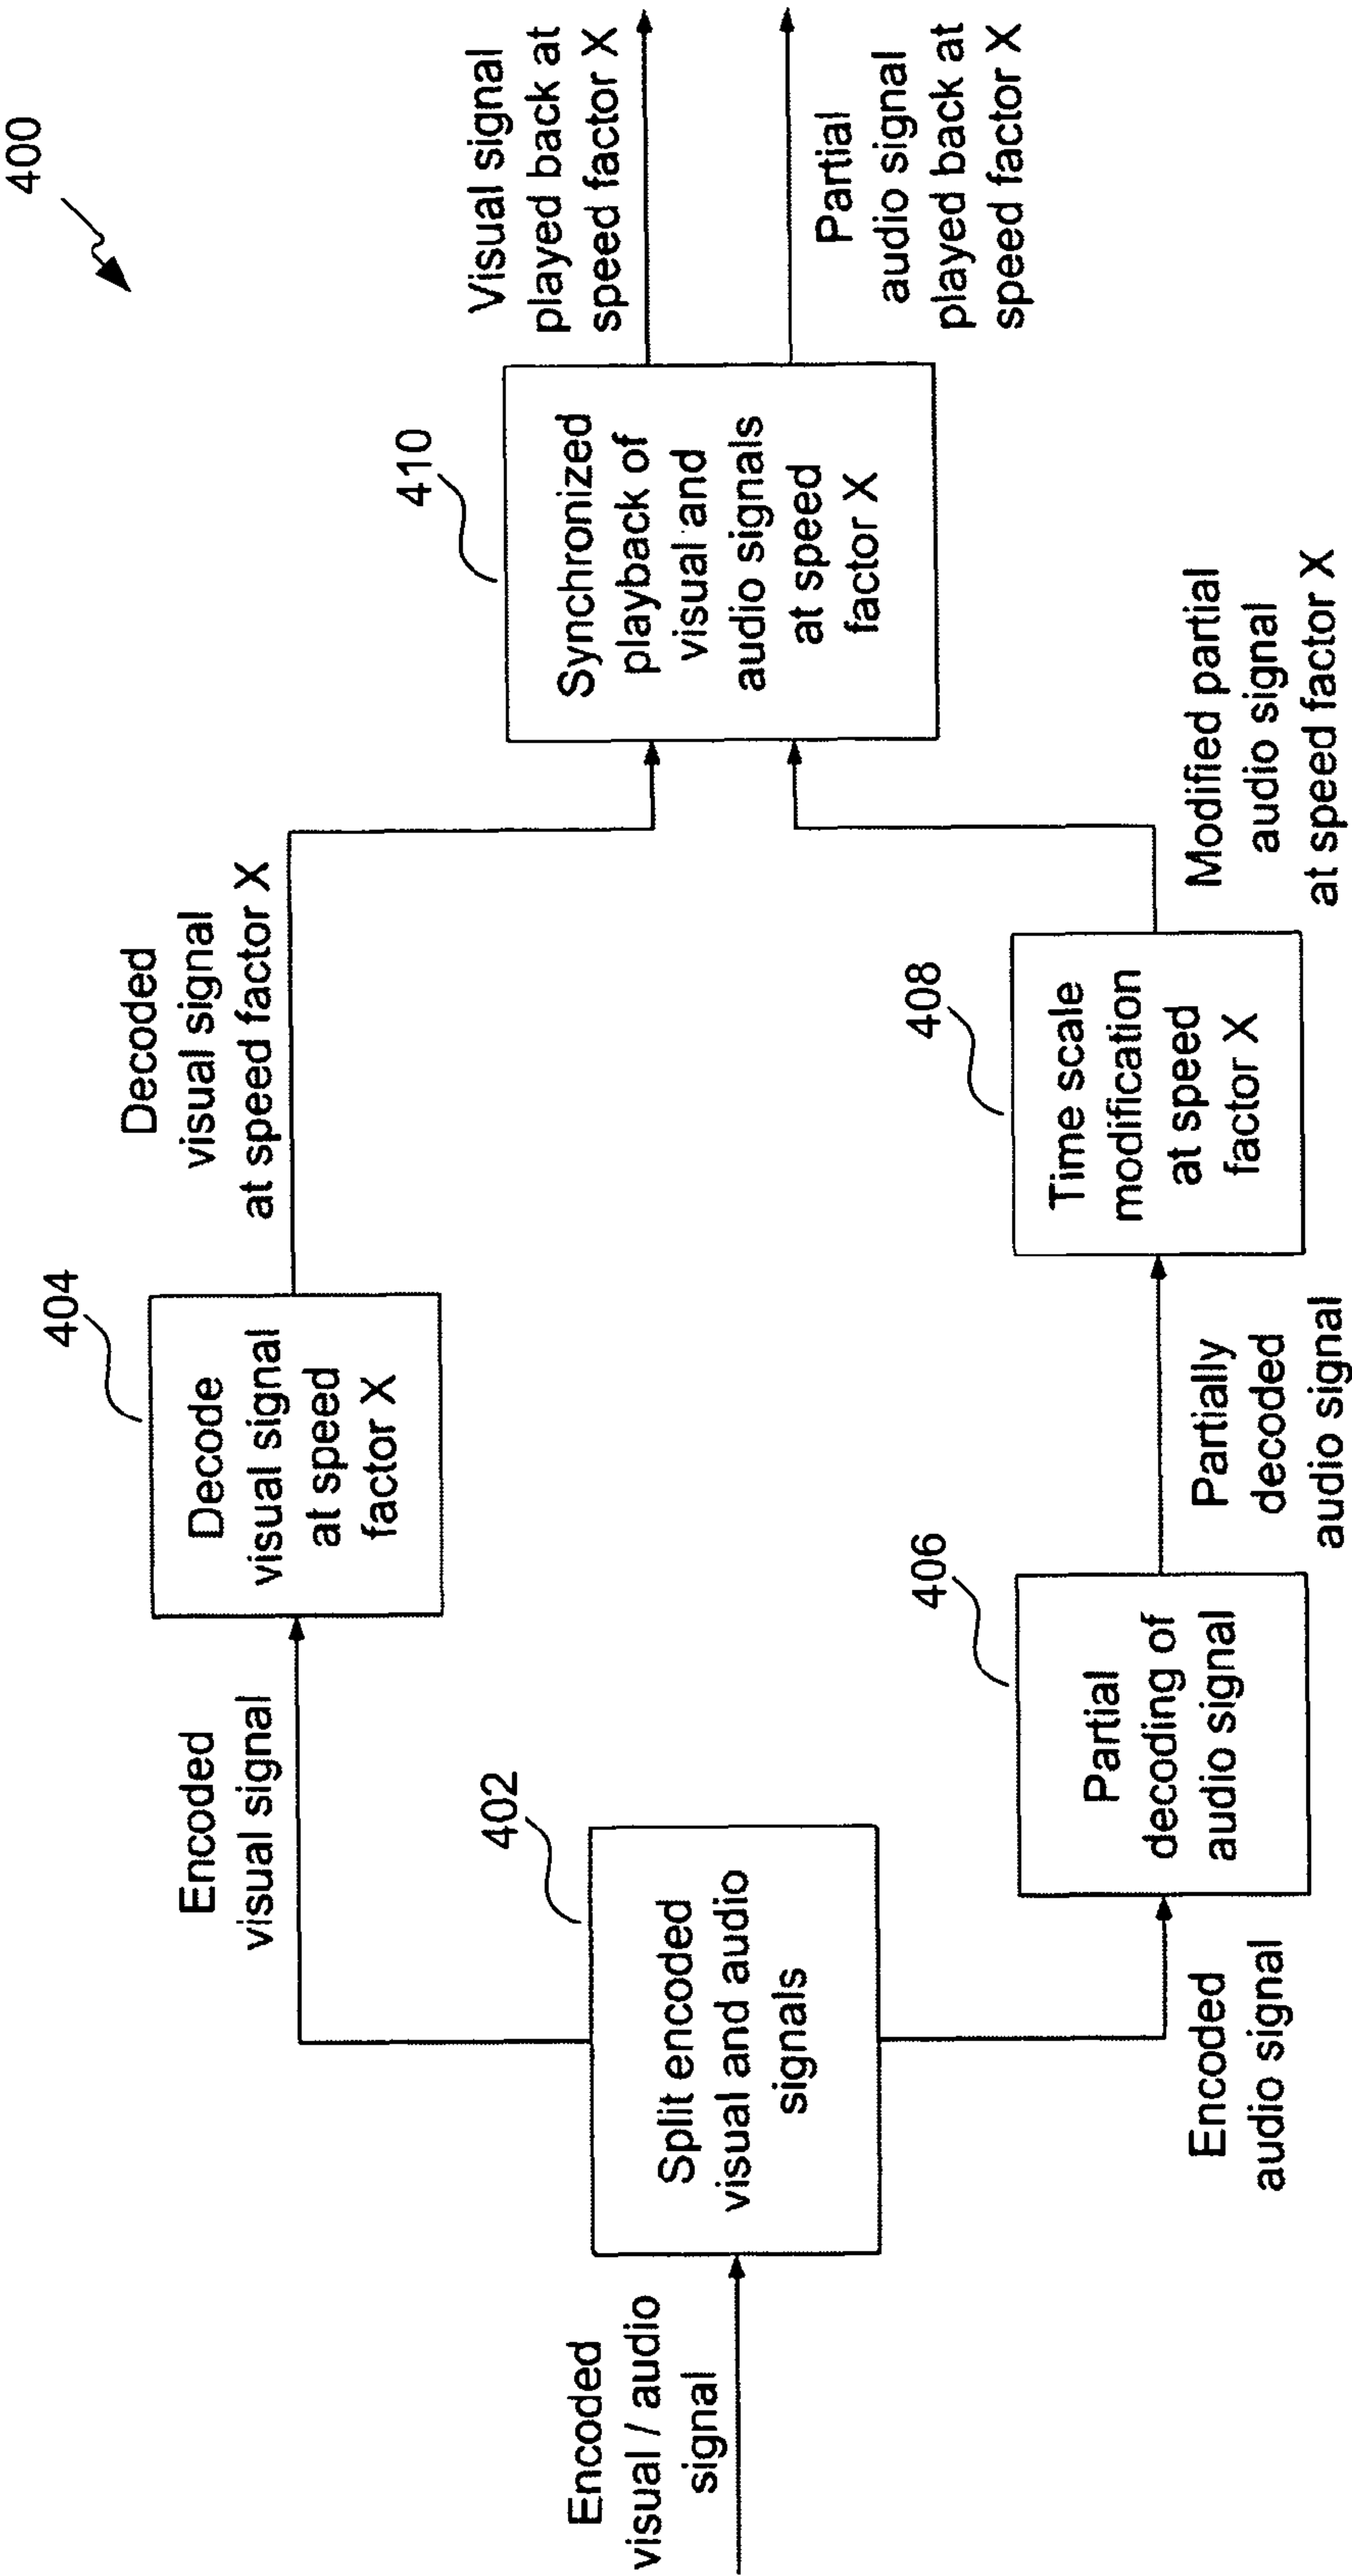 400
Encoded
visual / audio
signal
402
Split encoded
visual and audio
signals
Encoded
visual signal
404
Decode
visual signal
at speed
factor X
Decoded
visual signal
at speed factor X
Encoded
audio signal
406
Partial
decoding of
audio signal
Partially
decoded
audio signal
408
Time scale
modification
at speed
factor X
Modified partial
audio signal
at speed factor X
410
Synchronized
playback of
visual and
audio signals
at speed
factor X
Visual signal
played back at
speed factor X
Partial
audio signal
played back at
speed factor X